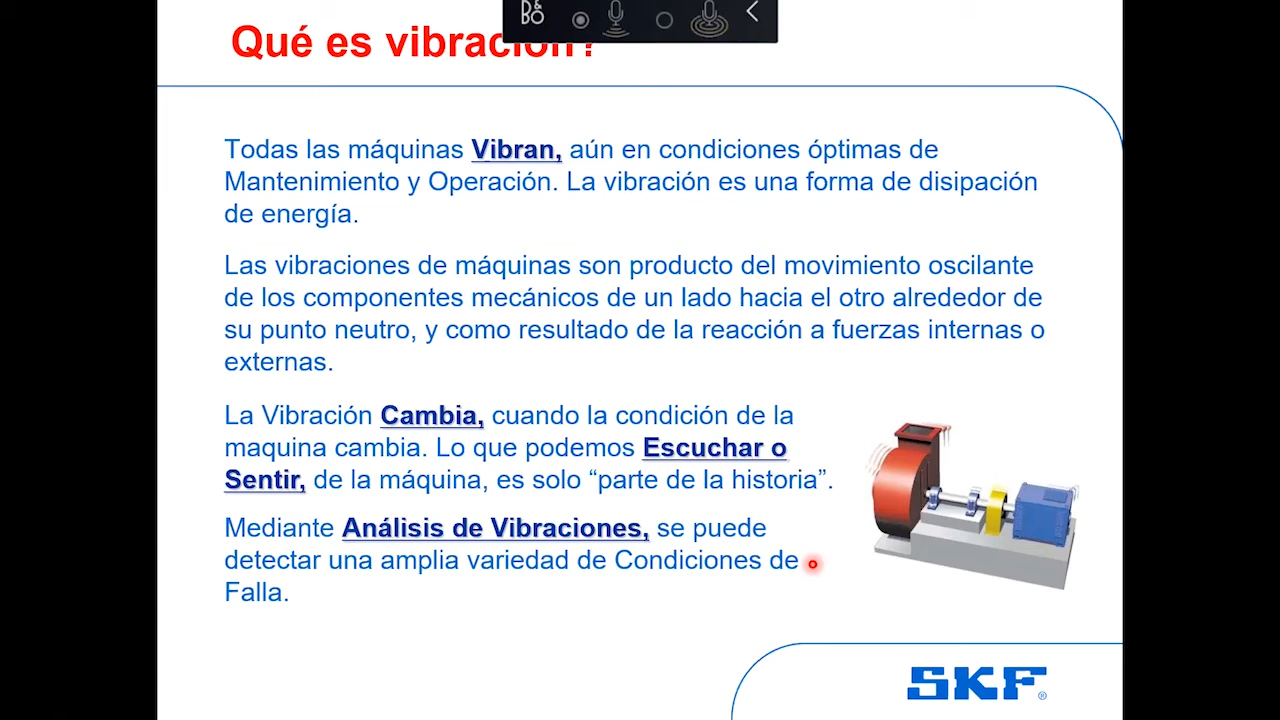 B&O
Qué es vibración?
Todas las máquinas Vibran, aún en condiciones óptimas de
Mantenimiento y Operación. La vibración es una forma de disipación
de energía.
Las vibraciones de máquinas son producto del movimiento oscilante
de los componentes mecánicos de un lado hacia el otro alrededor de
su punto neutro, y como resultado de la reacción a fuerzas internas o
externas.
La Vibración Cambia, cuando la condición de la
maquina cambia. Lo que podemos Escuchar o
Sentir, de la máquina, es solo “parte de la historia”.
Mediante Análisis de Vibraciones, se puede
detectar una amplia variedad de Condiciones de
Falla.
SKF®